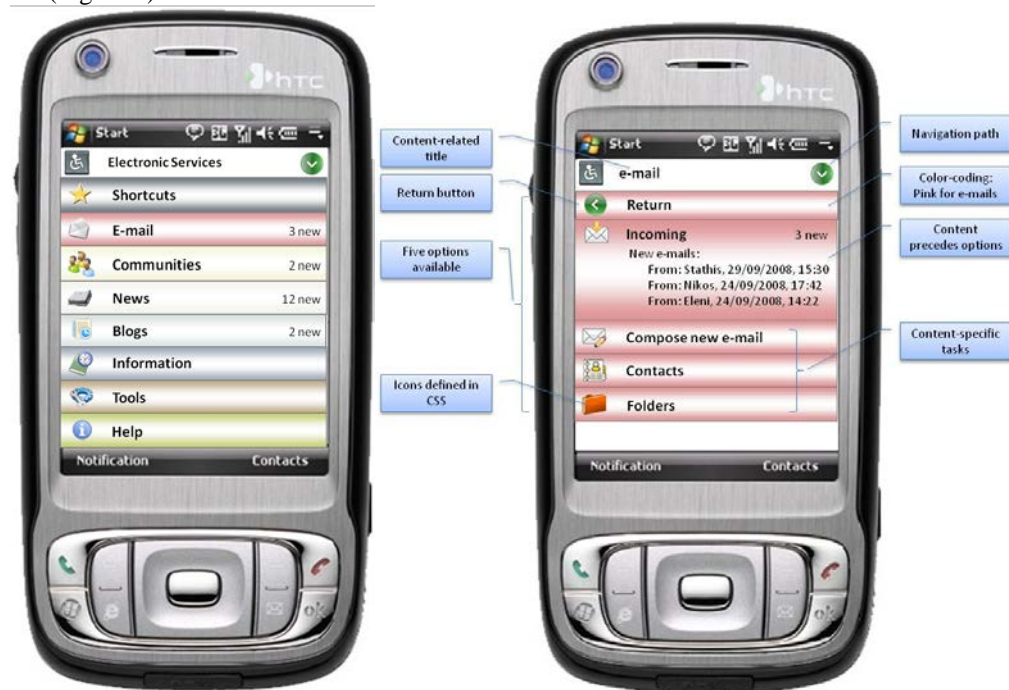 htc
Start
Electronic Services
Shortcuts
E-mail 3 new
Communities 2 new
News 12 new
Blogs 2 new
Information
Tools
Help
Notification Contacts
ok
Content-related
title
Return button
Five options
available
Icons defined in
CSS
htc
Start
e-mail
Return
Incoming 3 new
New e-mails:
From: Stathis, 29/09/2008, 15:30
From: Nikos, 24/09/2008, 17:42
From: Eleni, 24/09/2008, 14:22
Compose new e-mail
Contacts
Folders
Notification Contacts
ok
Navigation path
Color-coding:
Pink for e-mails
Content
precedes options
Content-specific
tasks